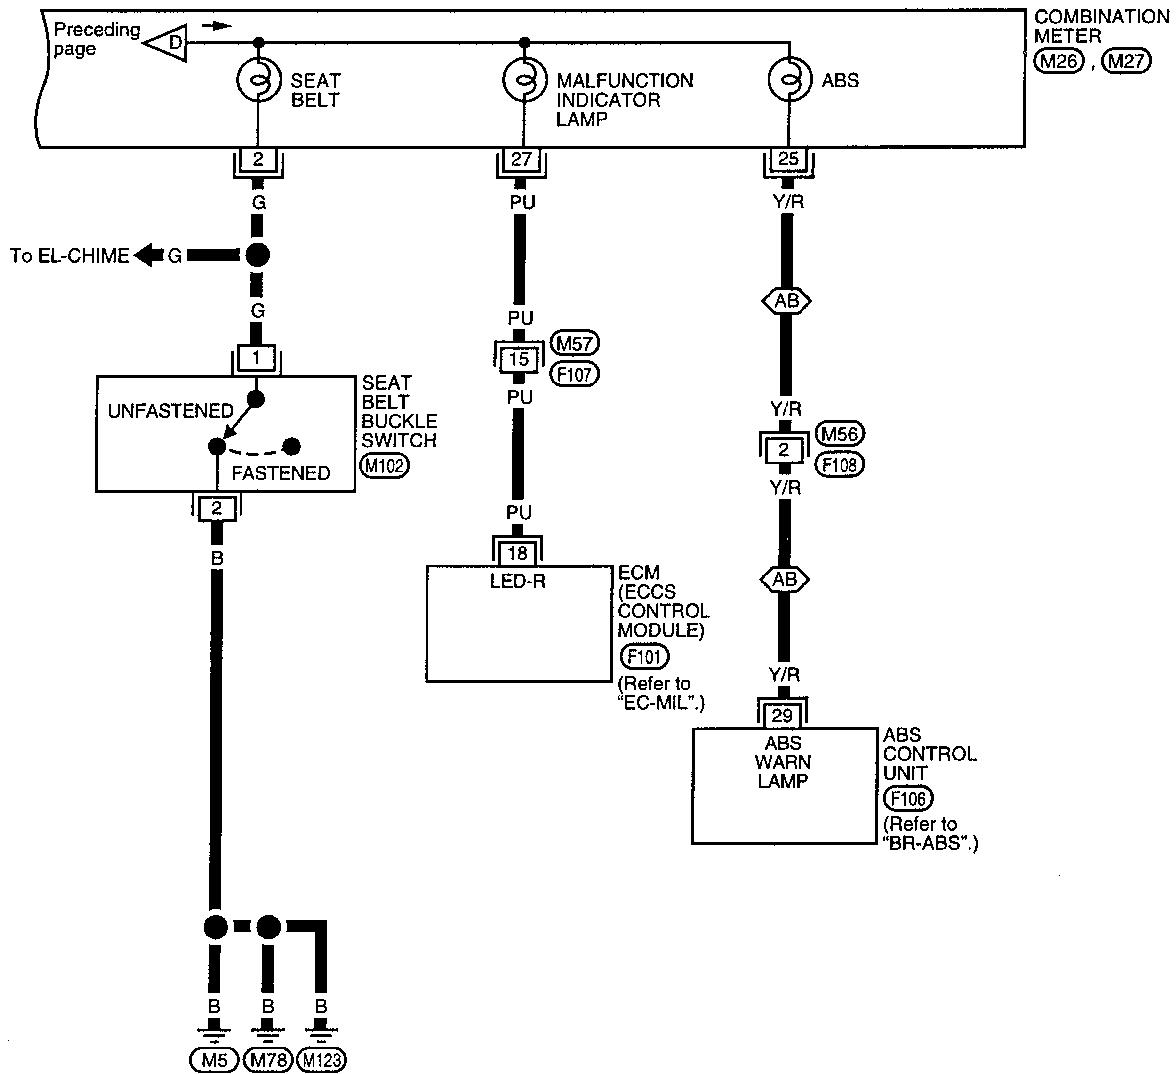 Preceding
page
D
SEAT
BELT
MALFUNCTION
INDICATOR
LAMP
ABS
COMBINATION
METER
M26 , M27
2
27
25
G
PU
Y/R
To EL-CHIME
G
AB
G
PU
1
15
M57
F107
PU
SEAT
BELT
BUCKLE
SWITCH
M102
UNFASTENED
FASTENED
Y/R
2
M56
F108
Y/R
2
B
PU
18
LED-R
ECM
(ECCS
CONTROL
MODULE)
F101
(Refer to
"EC-MIL".)
AB
Y/R
29
ABS
WARN
LAMP
ABS
CONTROL
UNIT
F106
(Refer to
"BR-ABS".)
B
B
B
M5
M78
M123